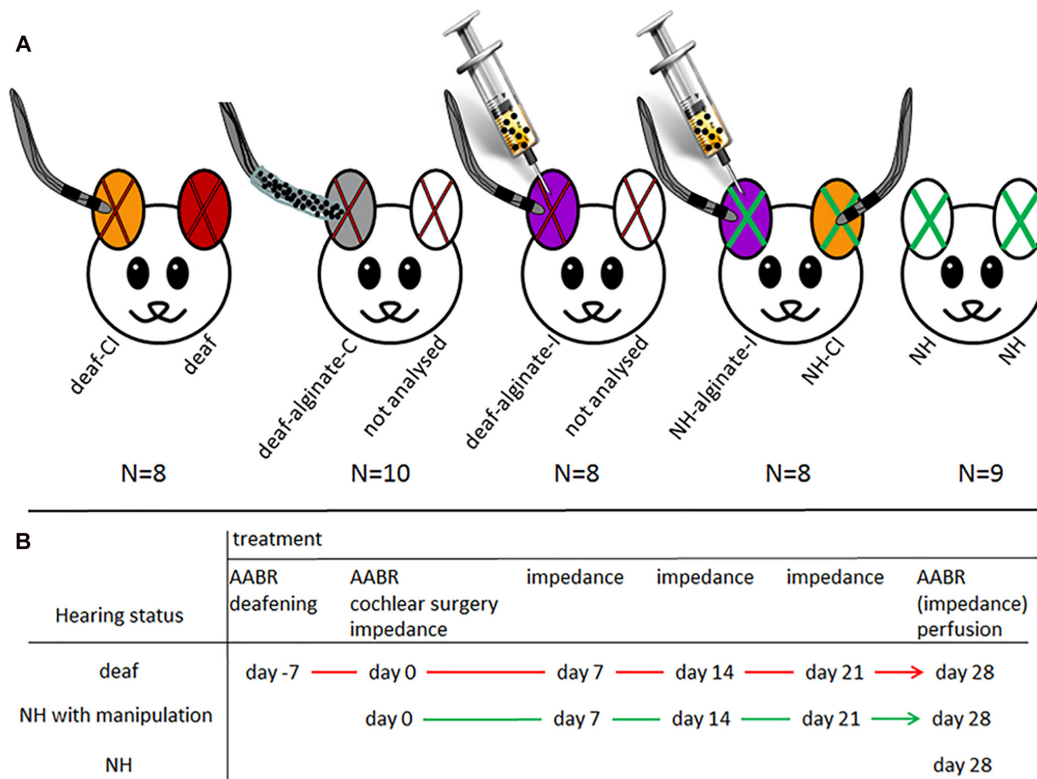 A
deaf-CI
deaf
deaf-alginate-C
not analysed
deaf-alginate-I
not analysed
NH-alginate-I
NH-CI
NH
NH
N=8
N=10
N=8
N=8
N=9
B
treatment
Hearing status
AABR
deafening
AABR
cochlear surgery
impedance
impedance
impedance
impedance
AABR
(impedance)
perfusion
deaf
day -7
day 0
day 7
day 14
day 21
day 28
NH with manipulation
day 0
day 7
day 14
day 21
day 28
NH
day 28